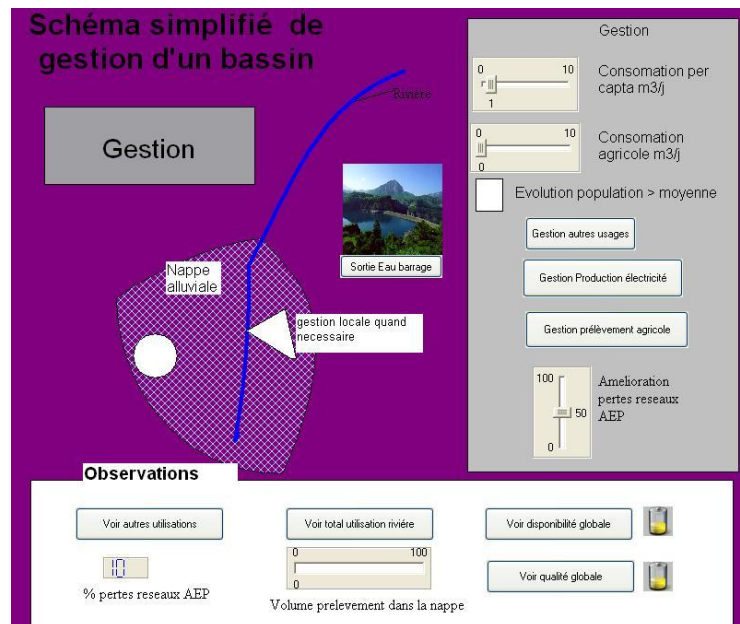 Schéma simplifié de
gestion d'un bassin
Gestion
Riviére
Sortie Eau barrage
Nappe
alluviale
gestion locale quand
necessaire
Gestion
0 10
1
Consomation per
capta m3/j
0 10
0
Consomation
agricole m3/j
Evolution population > moyenne
Gestion autres usages
Gestion Production électricité
Gestion prélèvement agricole
100
50
0
Amelioration
pertes reseaux
AEP
Observations
Voir autres utilisations
10
% pertes reseaux AEP
Voir total utilisation riviére
0 100
0
Volume prelevement dans la nappe
Voir disponibilité globale
Voir qualité globale